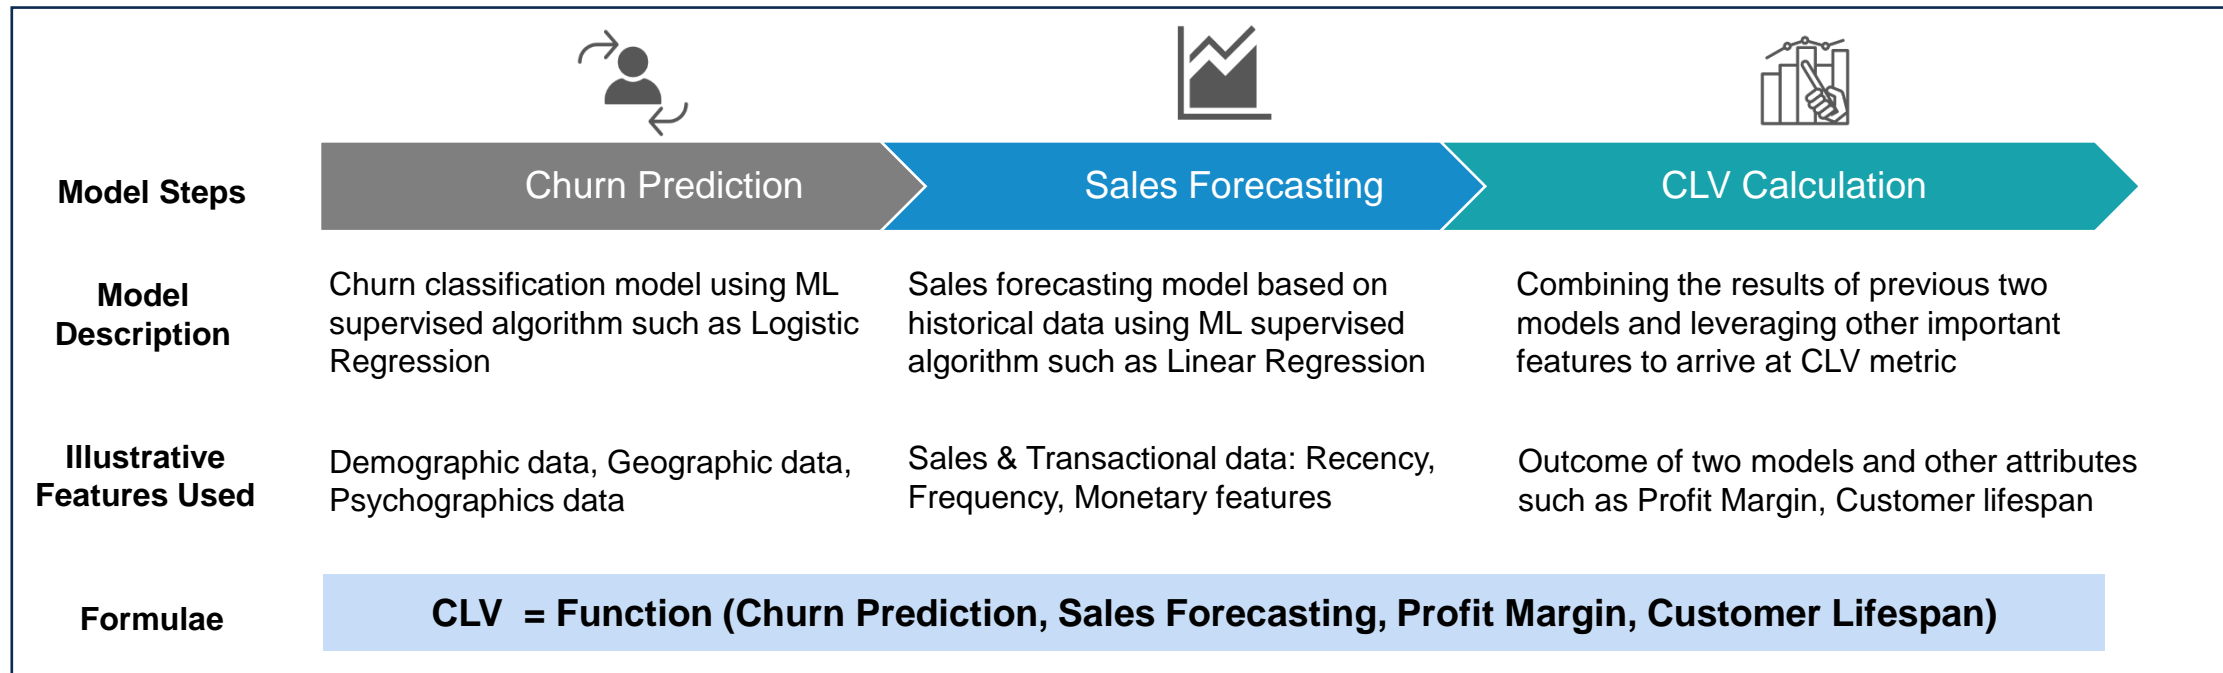 Model Steps
Churn Prediction
Sales Forecasting
CLV Calculation
Model
Description
Churn classification model using ML
supervised algorithm such as Logistic
Regression
Sales forecasting model based on
historical data using ML supervised
algorithm such as Linear Regression
Combining the results of previous two
models and leveraging other important
features to arrive at CLV metric
Illustrative
Features Used
Demographic data, Geographic data,
Psychographics data
Sales & Transactional data: Recency,
Frequency, Monetary features
Outcome of two models and other attributes
such as Profit Margin, Customer lifespan
Formulae
CLV = Function (Churn Prediction, Sales Forecasting, Profit Margin, Customer Lifespan)